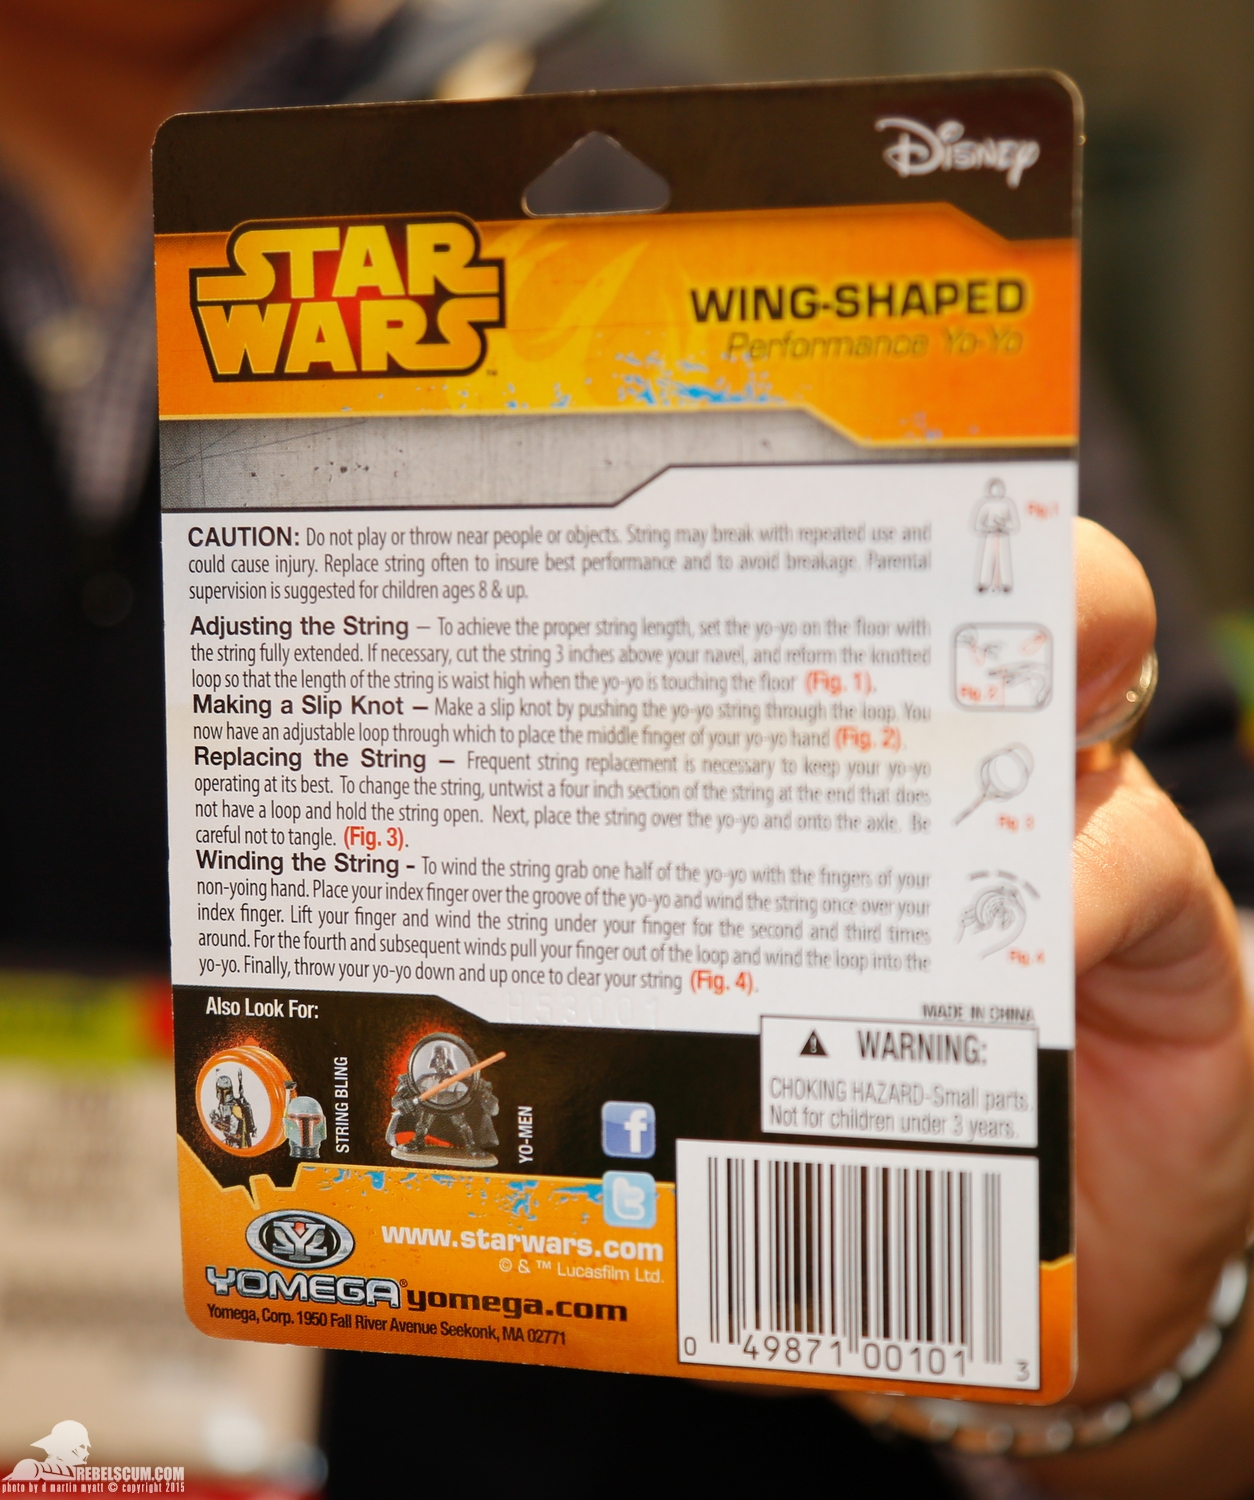 Disney
STAR
WARS
WING-SHAPED
Performance Yo-Yo
CAUTION: Do not play or throw near people or objects. String may break with repeated use and
could cause injury. Replace string often to insure best performance and to avoid breakage. Parental
supervision is suggested for children ages 8 & up.
Fig. 1
Adjusting the String – To achieve the proper string length, set the yo-yo on the floor with
the string fully extended. If necessary, cut the string 3 inches above your navel, and reform the knotted
loop so that the length of the string is waist high when the yo-yo is touching the floor (Fig. 1).
Fig. 2
Making a Slip Knot – Make a slip knot by pushing the yo-yo string through the loop. You
now have an adjustable loop through which to place the middle finger of your yo-yo hand (Fig. 2).
Replacing the String – Frequent string replacement is necessary to keep your yo-yo
operating at its best. To change the string, untwist a four inch section of the string at the end that does
not have a loop and hold the string open. Next, place the string over the yo-yo and onto the axle. Be
careful not to tangle. (Fig. 3).
Fig. 3
Winding the String - To wind the string grab one half of the yo-yo with the fingers of your
non-yoing hand. Place your index finger over the groove of the yo-yo and wind the string once over your
index finger. Lift your finger and wind the string under your finger for the second and third times
around. For the fourth and subsequent winds pull your finger out of the loop and wind the loop into the
yo-yo. Finally, throw your yo-yo down and up once to clear your string (Fig. 4).
Fig. 4
Also Look For:
STRING BLING
YO-MEN
MADE IN CHINA
WARNING:
CHOKING HAZARD-Small parts.
Not for children under 3 years.
www.starwars.com
© & ™ Lucasfilm Ltd.
YOMEGA® yomega.com
Yomega, Corp. 1950 Fall River Avenue Seekonk, MA 02771
0 49871 00101 3
REBELSCUM.COM
photo by d martin myatt © copyright 2015